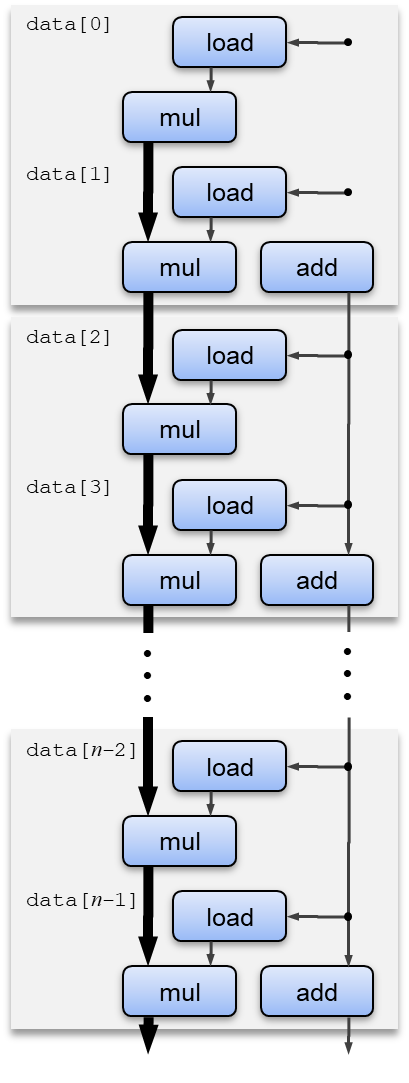 data[0]
load
mul
data[1]
load
mul add
data[2]
load
mul
data[3]
load
mul add
data[n-2]
load
mul
data[n-1]
load
mul add